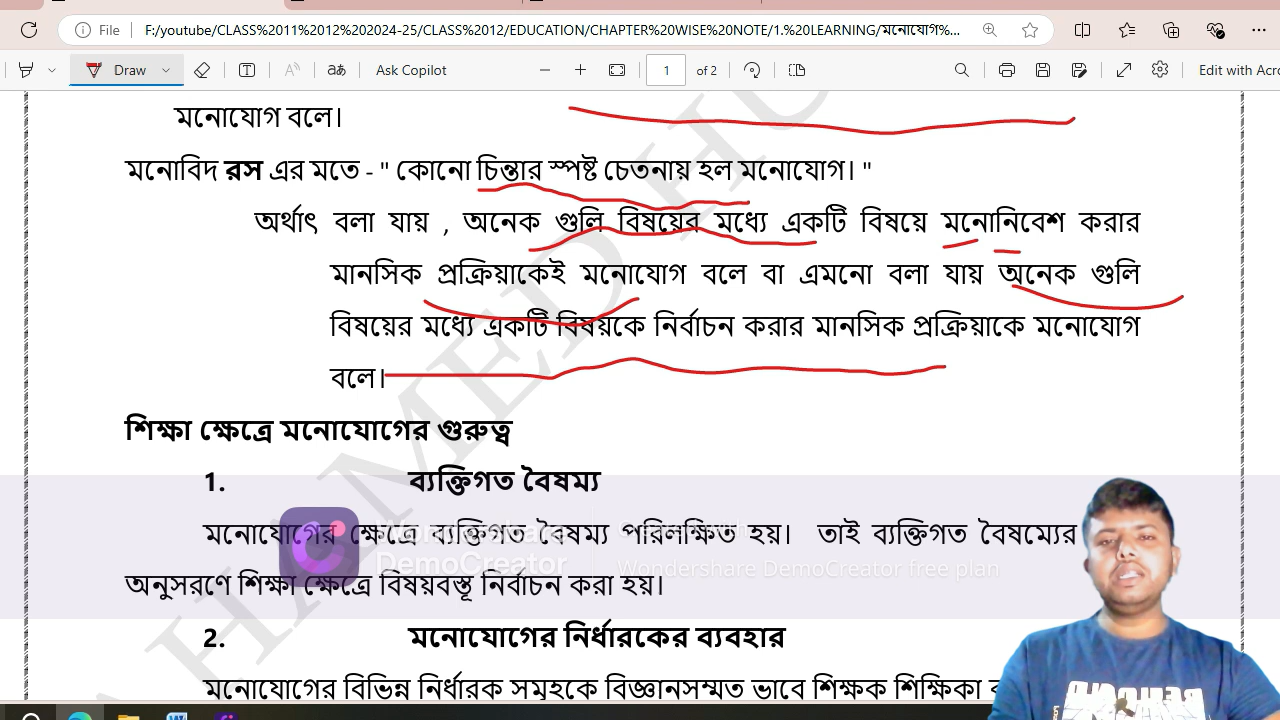 File F:/youtube/CLASS%2011%2012%202024-25/CLASS%2012/EDUCATION/CHAPTER%20WISE%20NOTE/1.%20LEARNING/মনোযোগ%...
Draw Ask Copilot 1 of 2 Edit with Acro
মনোযোগ বলে।
মনোবিদ রস এর মতে - " কোনো চিন্তার স্পষ্ট চেতনায় হল মনোযোগ। "
অর্থাৎ বলা যায় , অনেক গুলি বিষয়ের মধ্যে একটি বিষয়ে মনোনিবেশ করার
মানসিক প্রক্রিয়াকেই মনোযোগ বলে বা এমনো বলা যায় অনেক গুলি
বিষয়ের মধ্যে একটি বিষয়কে নির্বাচন করার মানসিক প্রক্রিয়াকে মনোযোগ
বলে।
শিক্ষা ক্ষেত্রে মনোযোগের গুরুত্ব
1. ব্যক্তিগত বৈষম্য
মনোযোগের ক্ষেত্রে ব্যক্তিগত বৈষম্য পরিলক্ষিত হয়। তাই ব্যক্তিগত বৈষম্যের
অনুসরণে শিক্ষা ক্ষেত্রে বিষয়বস্তূ নির্বাচন করা হয়।
Wondershare
DemoCreator
Created with
Wondershare DemoCreator free plan
2. মনোযোগের নির্ধারকের ব্যবহার
মনোযোগের বিভিন্ন নির্ধারক সমূহকে বিজ্ঞানসম্মত ভাবে শিক্ষক শিক্ষিকা